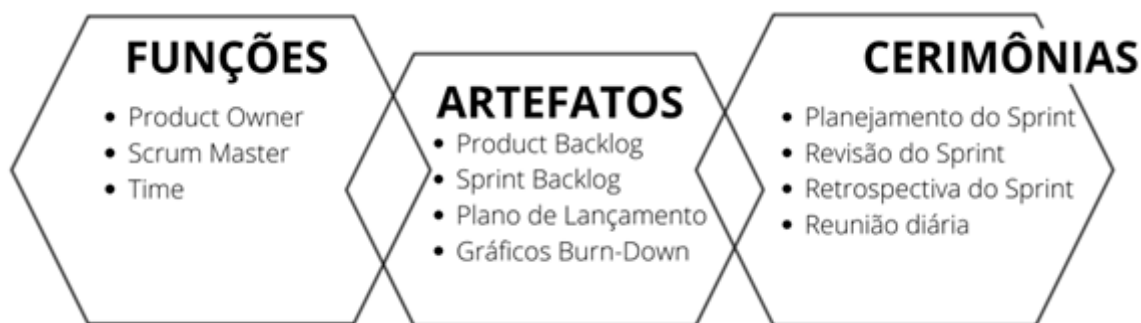 FUNÇÕES
• Product Owner
• Scrum Master
• Time
ARTEFATOS
• Product Backlog
• Sprint Backlog
• Plano de Lançamento
• Gráficos Burn-Down
CERIMÔNIAS
• Planejamento do Sprint
• Revisão do Sprint
• Retrospectiva do Sprint
• Reunião diária